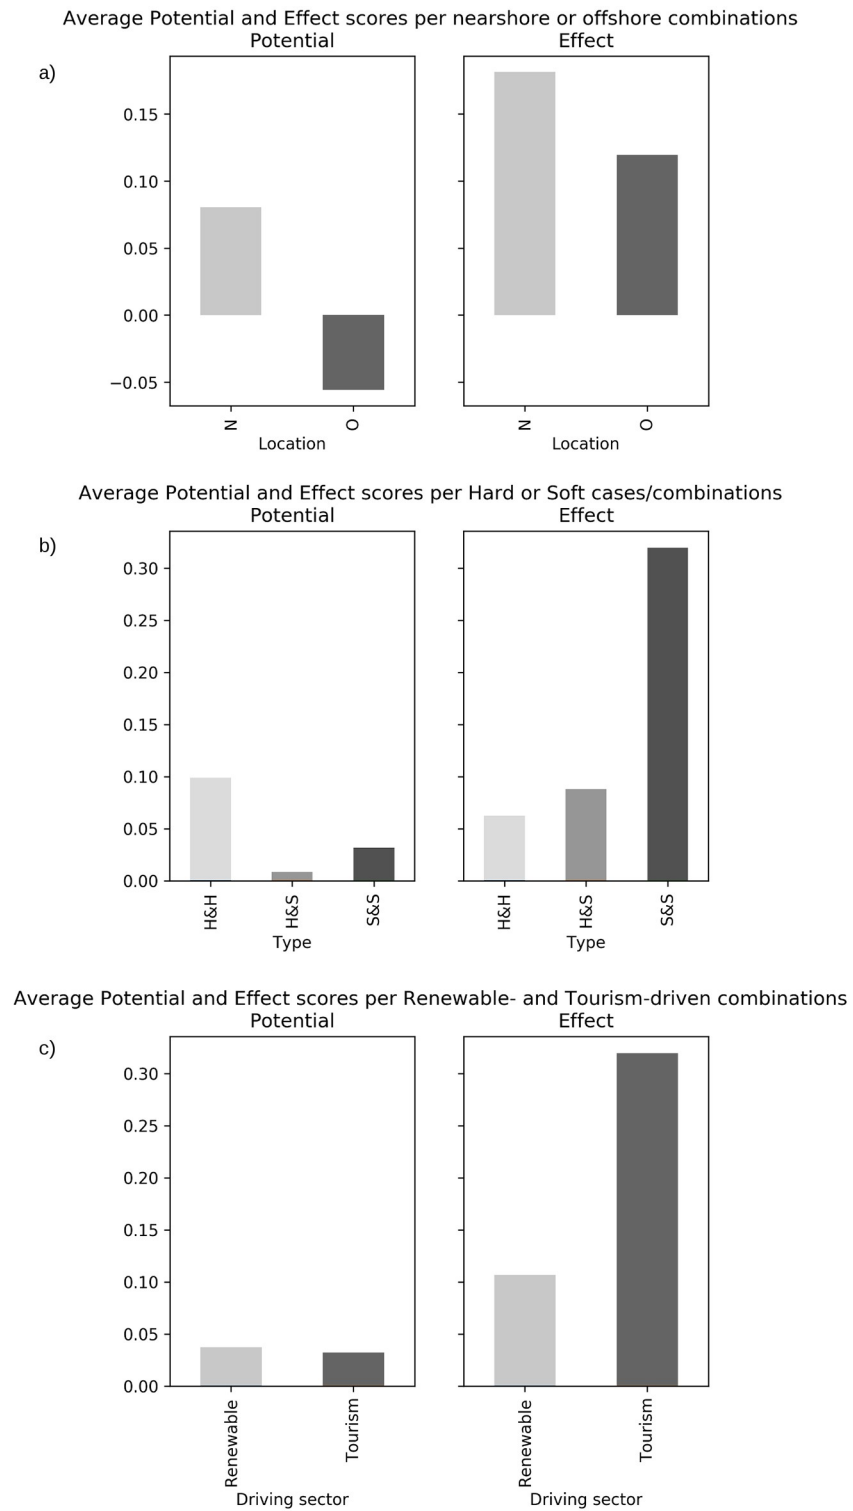 Average Potential and Effect scores per nearshore or offshore combinations
Potential
Effect
a)
0.15
0.10
0.05
0.00
−0.05
N
O
N
O
Location
Location
Average Potential and Effect scores per Hard or Soft cases/combinations
Potential
Effect
b)
0.30
0.25
0.20
0.15
0.10
0.05
0.00
H&H
H&S
S&S
H&H
H&S
S&S
Type
Type
Average Potential and Effect scores per Renewable- and Tourism-driven combinations
Potential
Effect
c)
0.30
0.25
0.20
0.15
0.10
0.05
0.00
Renewable
Tourism
Renewable
Tourism
Driving sector
Driving sector